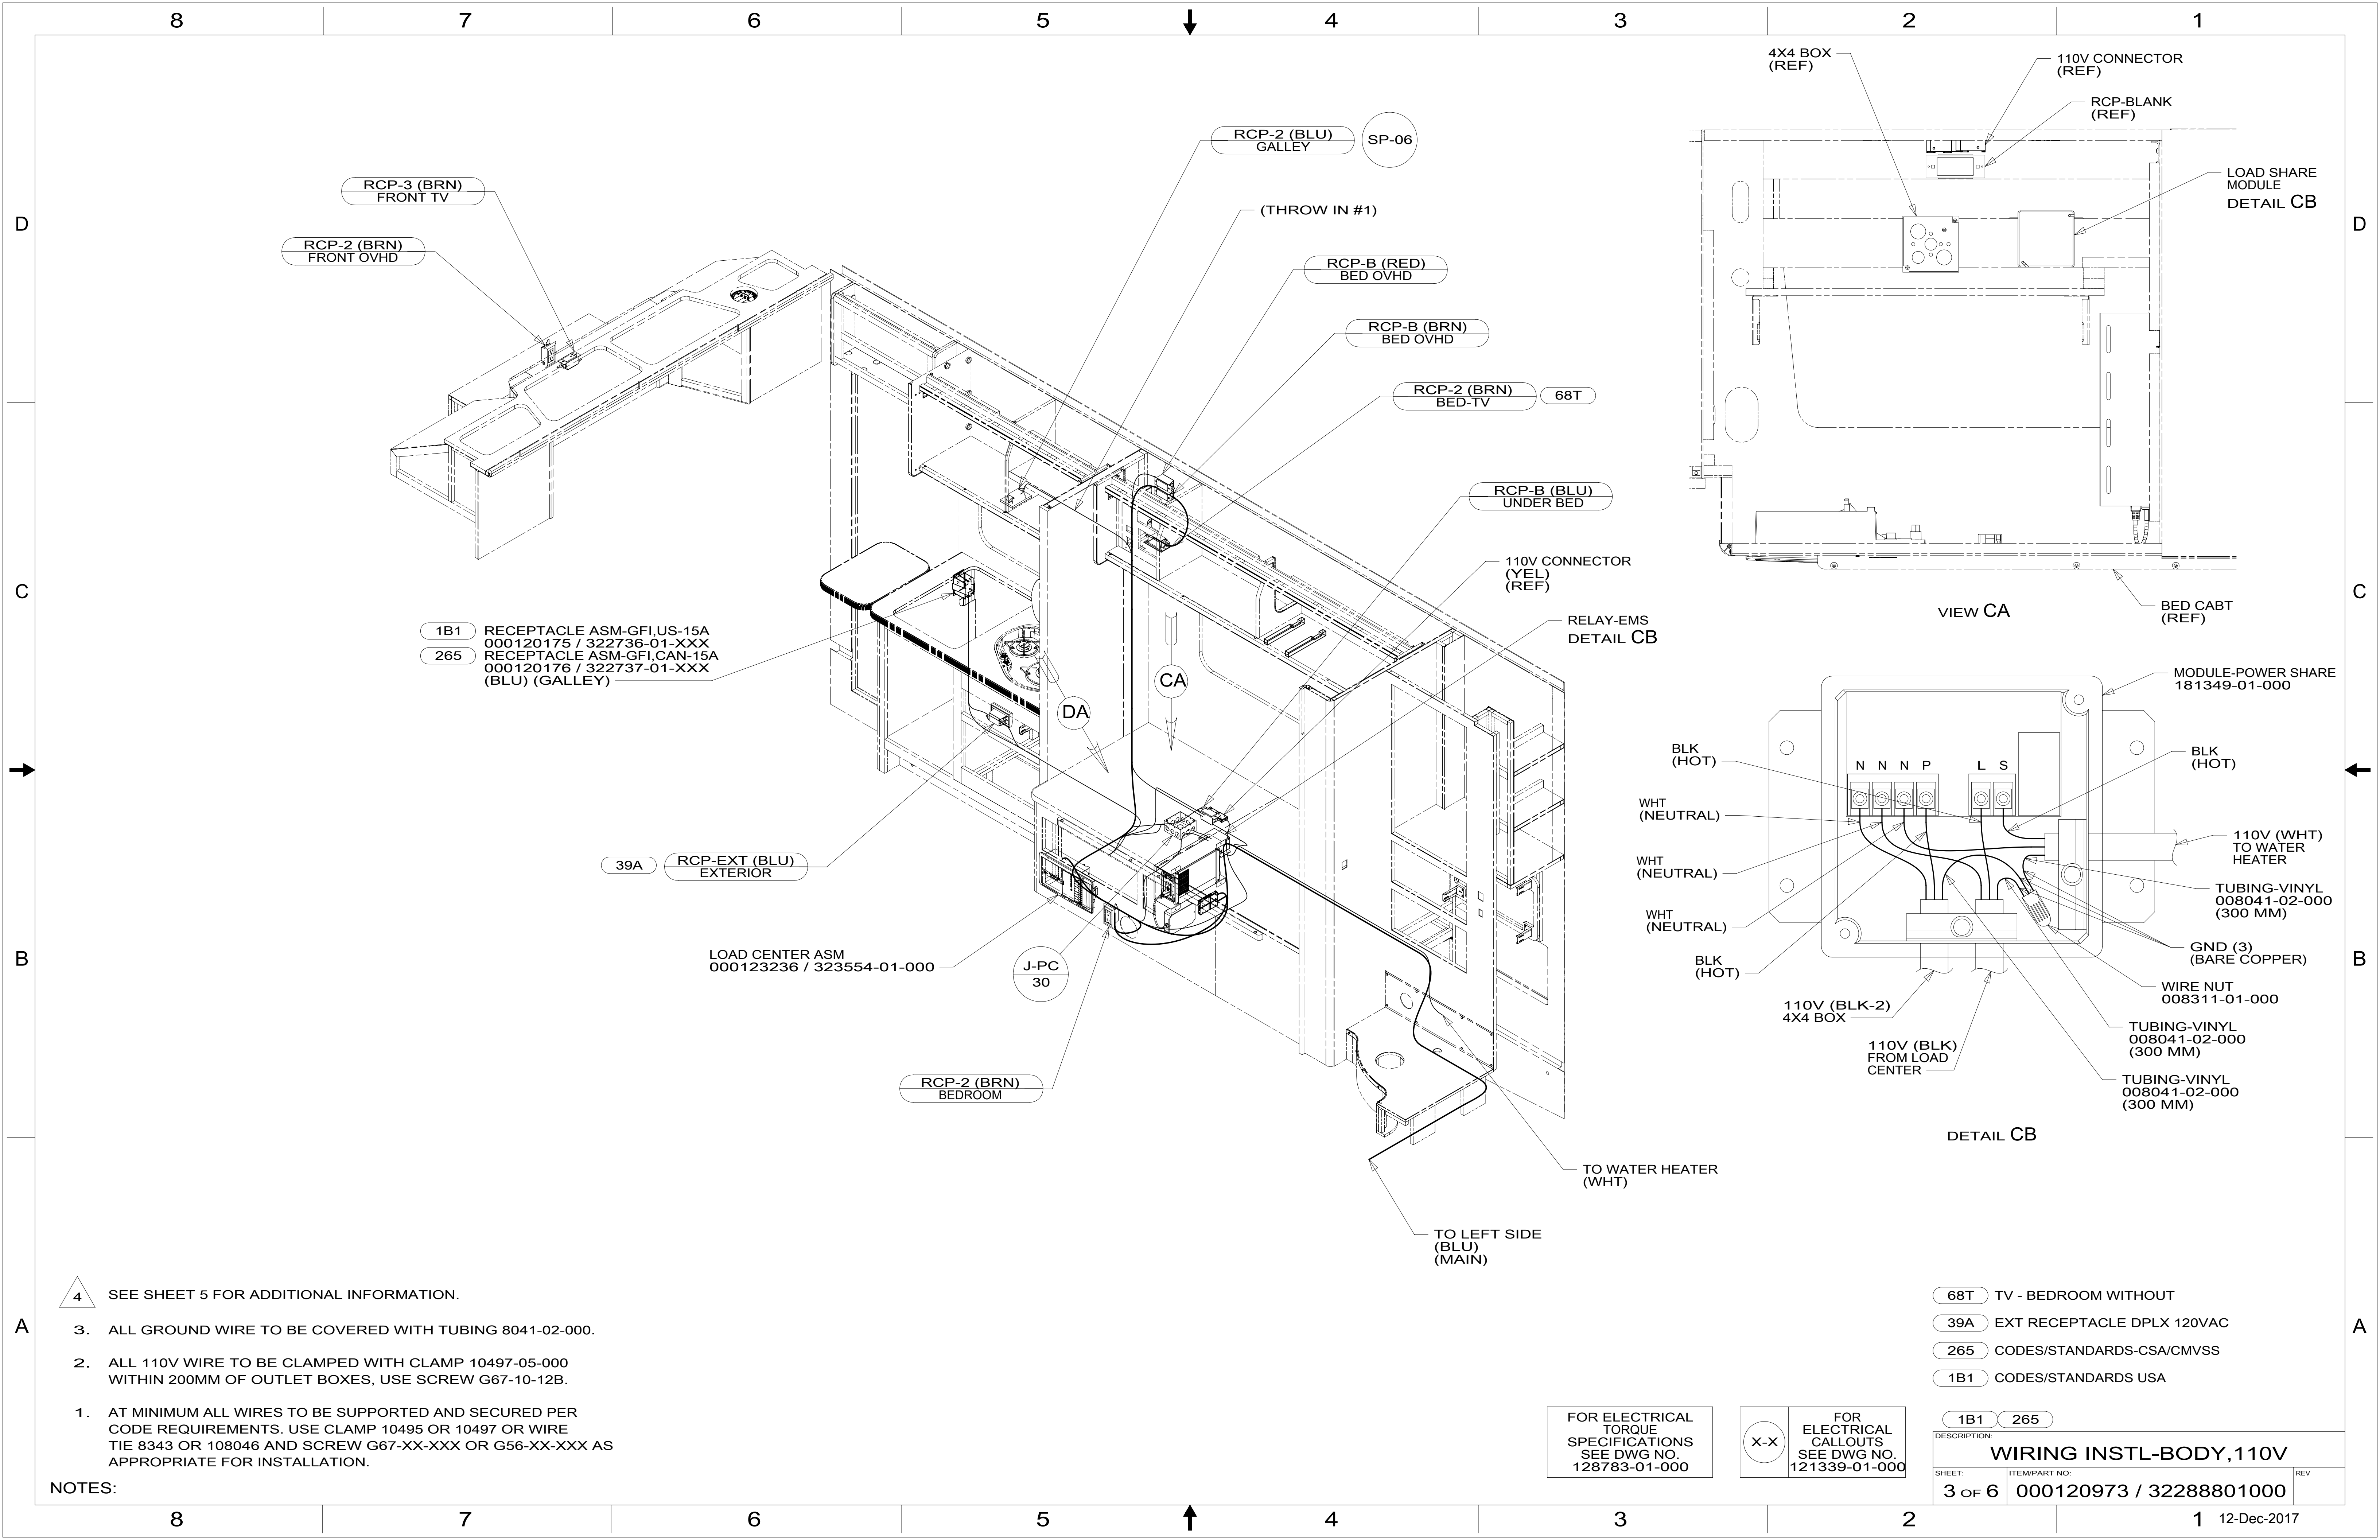 8 7 6 5 4 3 2 1
D
C
B
A
D
C
B
A
RCP-3 (BRN)
FRONT TV
RCP-2 (BRN)
FRONT OVHD
RCP-2 (BLU)
GALLEY
SP-06
(THROW IN #1)
RCP-B (RED)
BED OVHD
RCP-B (BRN)
BED OVHD
RCP-2 (BRN)
BED-TV
68T
RCP-B (BLU)
UNDER BED
110V CONNECTOR
(YEL)
(REF)
RELAY-EMS
DETAIL CB
1B1 RECEPTACLE ASM-GFI,US-15A
000120175 / 322736-01-XXX
265 RECEPTACLE ASM-GFI,CAN-15A
000120176 / 322737-01-XXX
(BLU) (GALLEY)
CA
DA
39A
RCP-EXT (BLU)
EXTERIOR
LOAD CENTER ASM
000123236 / 323554-01-000
J-PC
30
RCP-2 (BRN)
BEDROOM
TO WATER HEATER
(WHT)
TO LEFT SIDE
(BLU)
(MAIN)
4X4 BOX
(REF)
110V CONNECTOR
(REF)
RCP-BLANK
(REF)
LOAD SHARE
MODULE
DETAIL CB
VIEW CA
BED CABT
(REF)
MODULE-POWER SHARE
181349-01-000
N N N P L S
BLK
(HOT)
WHT
(NEUTRAL)
WHT
(NEUTRAL)
WHT
(NEUTRAL)
BLK
(HOT)
BLK
(HOT)
110V (WHT)
TO WATER
HEATER
TUBING-VINYL
008041-02-000
(300 MM)
GND (3)
(BARE COPPER)
WIRE NUT
008311-01-000
TUBING-VINYL
008041-02-000
(300 MM)
TUBING-VINYL
008041-02-000
(300 MM)
110V (BLK-2)
4X4 BOX
110V (BLK)
FROM LOAD
CENTER
DETAIL CB
4 SEE SHEET 5 FOR ADDITIONAL INFORMATION.
3. ALL GROUND WIRE TO BE COVERED WITH TUBING 8041-02-000.
2. ALL 110V WIRE TO BE CLAMPED WITH CLAMP 10497-05-000
WITHIN 200MM OF OUTLET BOXES, USE SCREW G67-10-12B.
1. AT MINIMUM ALL WIRES TO BE SUPPORTED AND SECURED PER
CODE REQUIREMENTS. USE CLAMP 10495 OR 10497 OR WIRE
TIE 8343 OR 108046 AND SCREW G67-XX-XXX OR G56-XX-XXX AS
APPROPRIATE FOR INSTALLATION.
NOTES:
FOR ELECTRICAL
TORQUE
SPECIFICATIONS
SEE DWG NO.
128783-01-000
X-X
FOR
ELECTRICAL
CALLOUTS
SEE DWG NO.
121339-01-000
68T TV - BEDROOM WITHOUT
39A EXT RECEPTACLE DPLX 120VAC
265 CODES/STANDARDS-CSA/CMVSS
1B1 CODES/STANDARDS USA
1B1 265
DESCRIPTION:
WIRING INSTL-BODY,110V
SHEET:
3 OF 6
ITEM/PART NO:
000120973 / 32288801000
REV
8 7 6 5 4 3 2 1
12-Dec-2017